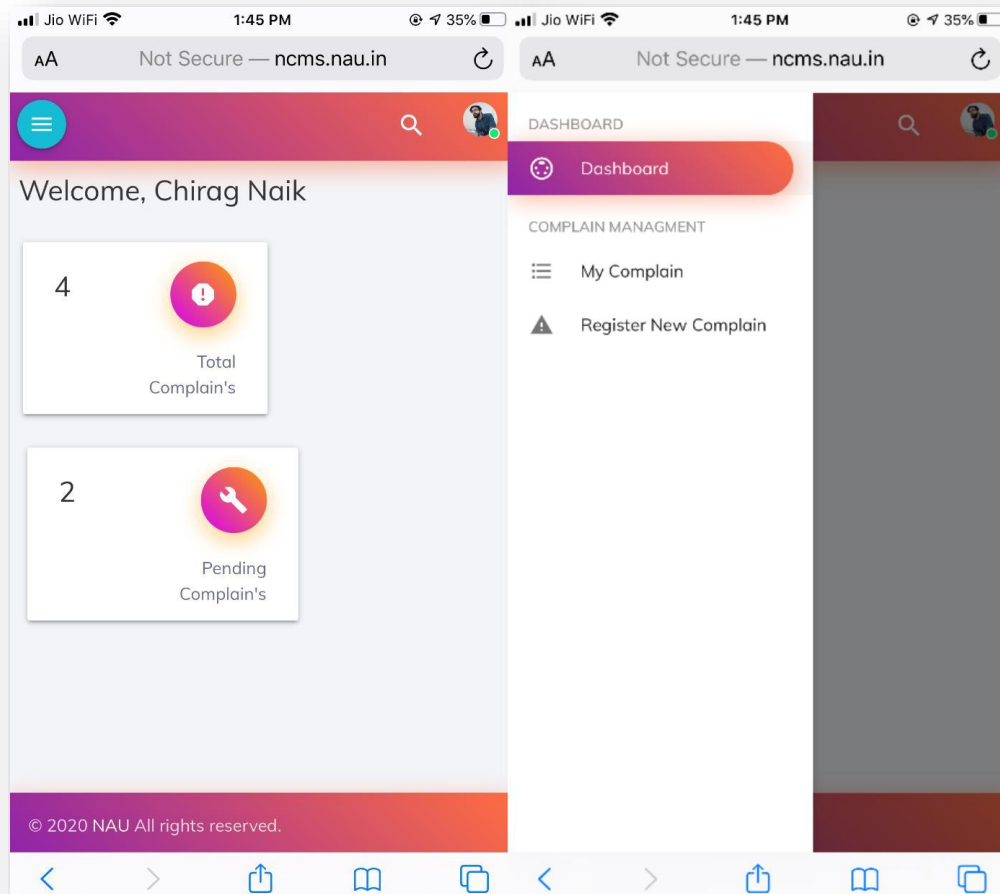 Jio WiFi 1:45 PM 35%
AA Not Secure — ncms.nau.in
Welcome, Chirag Naik
4
Total
Complain's
2
Pending
Complain's
© 2020 NAU All rights reserved.
Jio WiFi 1:45 PM 35%
AA Not Secure — ncms.nau.in
DASHBOARD
Dashboard
COMPLAIN MANAGMENT
My Complain
Register New Complain